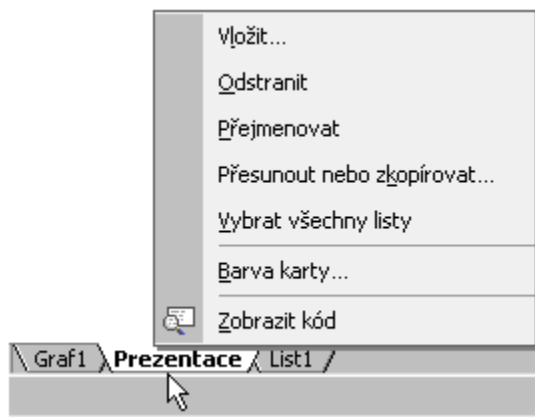 Vložit...
Odstranit
Přejmenovat
Přesunout nebo zkopírovat...
Vybrat všechny listy
Barva karty...
Zobrazit kód
Graf1 Prezentace List1